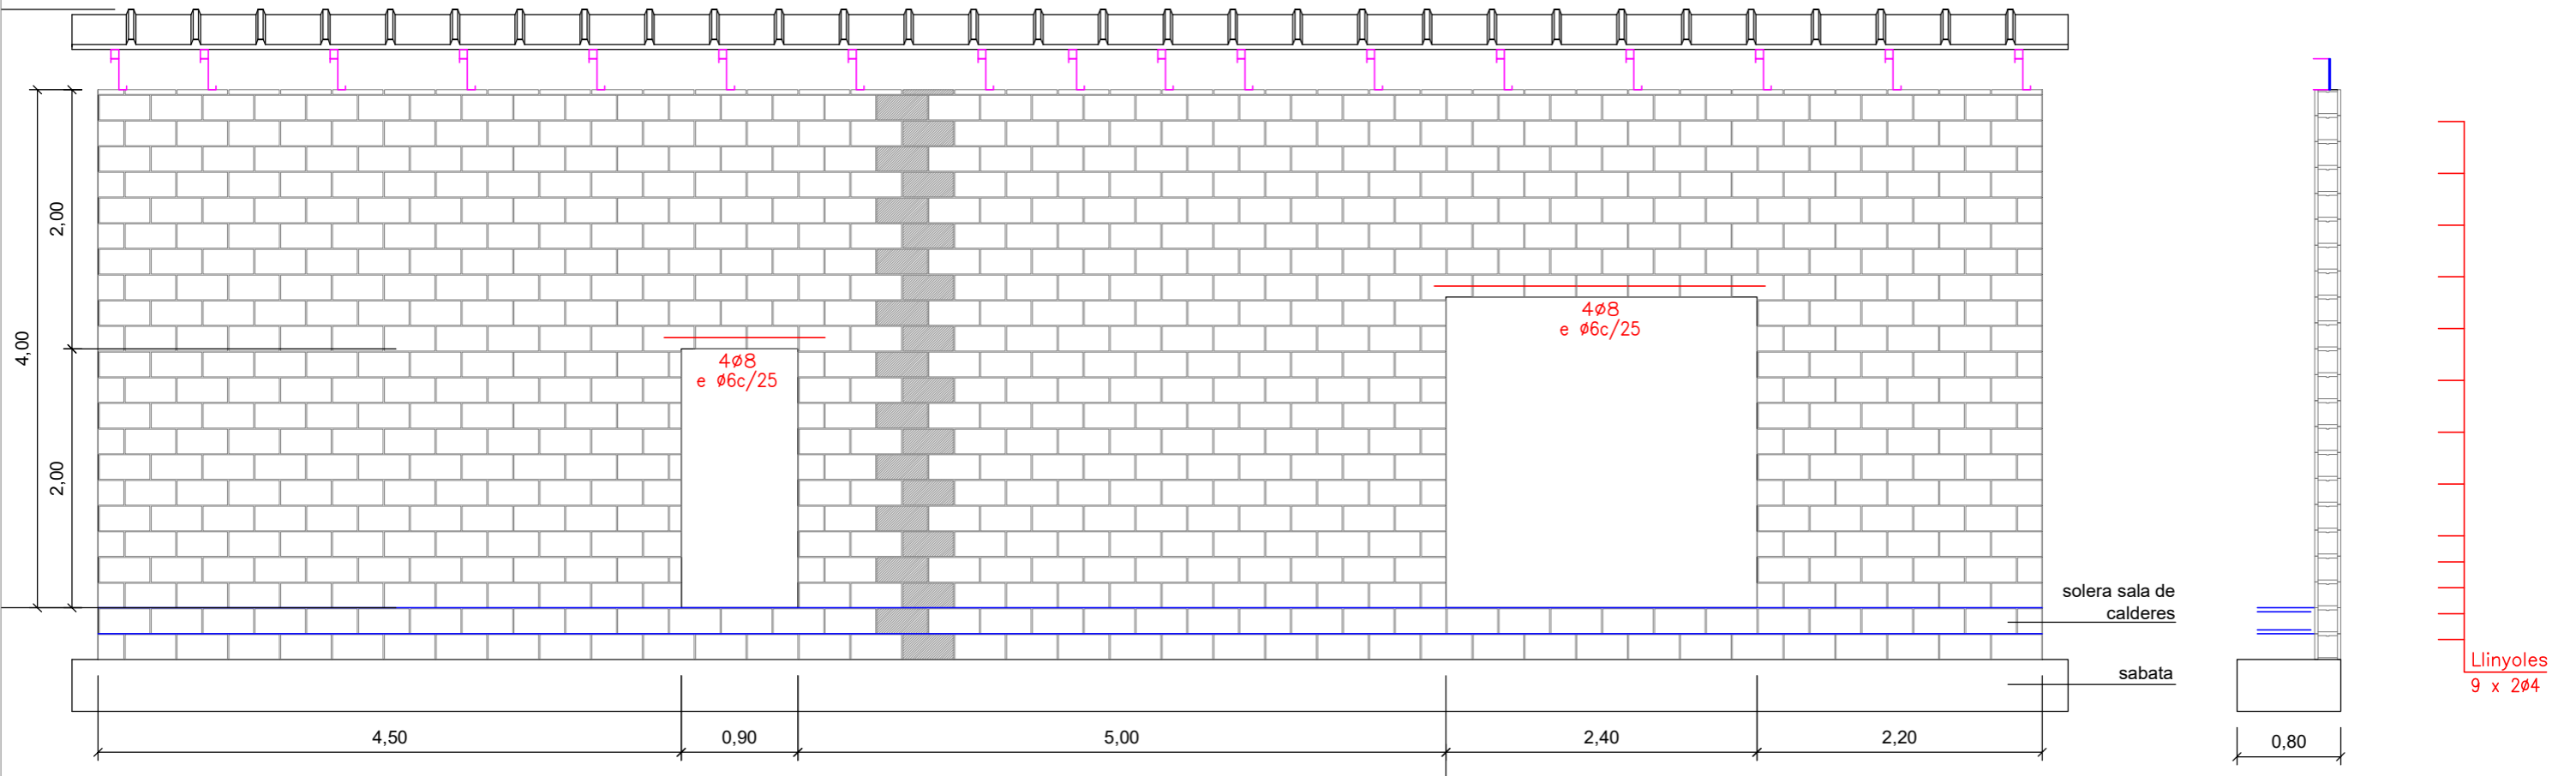 2,00
4,00
2,00
4ø8
e ø6c/25
4ø8
e ø6c/25
solera sala de
calderes
sabata
Llinyoles
9 x 2ø4
4,50
0,90
5,00
2,40
2,20
0,80